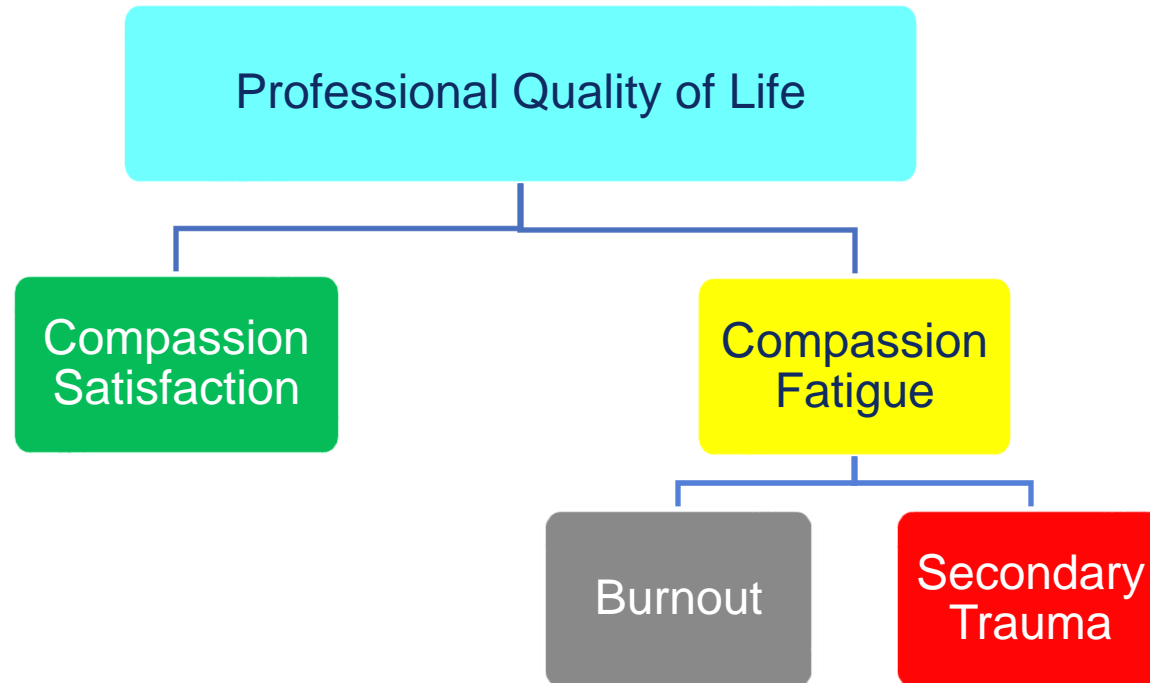 Professional Quality of Life
Compassion
Satisfaction
Compassion
Fatigue
Burnout
Secondary
Trauma